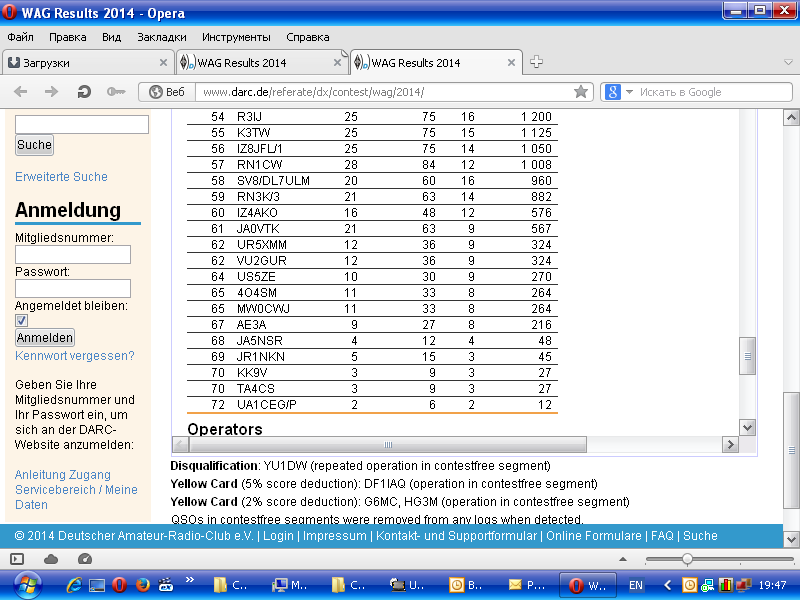 WAG Results 2014 - Opera
Файл Правка Вид Закладки Инструменты Справка
Загрузки WAG Results 2014 WAG Results 2014
Веб www.darc.de/referate/dx/contest/wag/2014/ Искать в Google
Suche
Erweiterte Suche
Anmeldung
Mitgliedsnummer:
Passwort:
Angemeldet bleiben:
Anmelden
Kennwort vergessen?
Geben Sie Ihre
Mitgliedsnummer und
Ihr Passwort ein, um
sich an der DARC-
Website anzumelden:
Anleitung Zugang
Servicebereich / Meine
Daten
54 R3IJ 25 75 16 1 200
55 K3TW 25 75 15 1 125
56 IZ8JFL/1 25 75 14 1 050
57 RN1CW 28 84 12 1 008
58 SV8/DL7ULM 20 60 16 960
59 RN3K/3 21 63 14 882
60 IZ4AKO 16 48 12 576
61 JA0VTK 21 63 9 567
62 UR5XMM 12 36 9 324
62 VU2GUR 12 36 9 324
64 US5ZE 10 30 9 270
65 4O4SM 11 33 8 264
65 MW0CWJ 11 33 8 264
67 AE3A 9 27 8 216
68 JA5NSR 4 12 4 48
69 JR1NKN 5 15 3 45
70 KK9V 3 9 3 27
70 TA4CS 3 9 3 27
72 UA1CEG/P 2 6 2 12
Operators
Disqualification: YU1DW (repeated operation in contestfree segment)
Yellow Card (5% score deduction): DF1IAQ (operation in contestfree segment)
Yellow Card (2% score deduction): G6MC, HG3M (operation in contestfree segment)
QSOs in contestfree segments were removed from any logs when detected.
© 2014 Deutscher Amateur-Radio-Club e.V. | Login | Impressum | Kontakt- und Supportformular | Online Formulare | FAQ | Suche
C.. M.. C.. U.. B.. P.. W.. EN 19:47